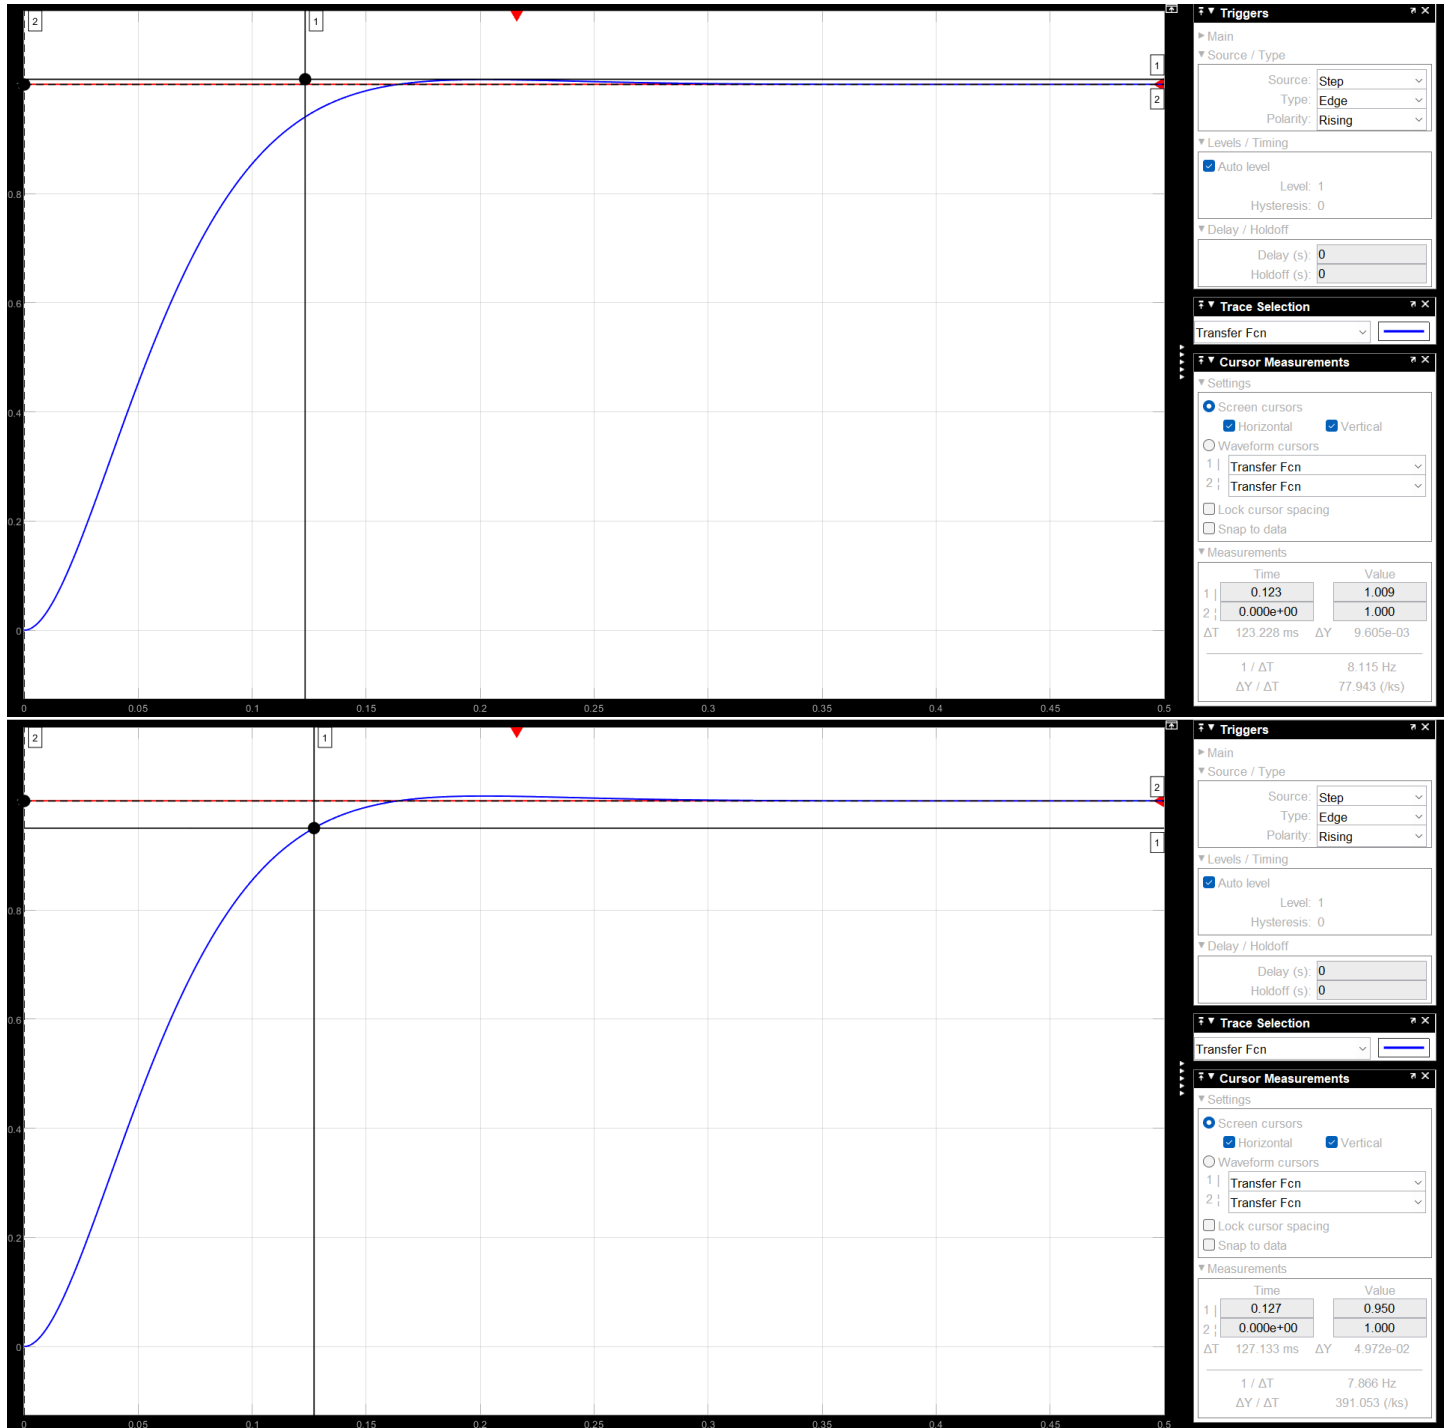 2
1
Triggers
Main
Source / Type
Source: Step
Type: Edge
Polarity: Rising
Levels / Timing
Auto level
Level: 1
Hysteresis: 0
Delay / Holdoff
Delay (s): 0
Holdoff (s): 0
Trace Selection
Transfer Fcn
Cursor Measurements
Settings
Screen cursors
Horizontal Vertical
Waveform cursors
1 | Transfer Fcn
2 ¦ Transfer Fcn
Lock cursor spacing
Snap to data
Measurements
Time Value
1 | 0.123 1.009
2 ¦ 0.000e+00 1.000
ΔT 123.228 ms ΔY 9.605e-03
1 / ΔT 8.115 Hz
ΔY / ΔT 77.943 (/ks)
1
2
0.8
0.6
0.4
0.2
0
0 0.05 0.1 0.15 0.2 0.25 0.3 0.35 0.4 0.45 0.5
2
1
Triggers
Main
Source / Type
Source: Step
Type: Edge
Polarity: Rising
Levels / Timing
Auto level
Level: 1
Hysteresis: 0
Delay / Holdoff
Delay (s): 0
Holdoff (s): 0
Trace Selection
Transfer Fcn
Cursor Measurements
Settings
Screen cursors
Horizontal Vertical
Waveform cursors
1 | Transfer Fcn
2 ¦ Transfer Fcn
Lock cursor spacing
Snap to data
Measurements
Time Value
1 | 0.127 0.950
2 ¦ 0.000e+00 1.000
ΔT 127.133 ms ΔY 4.972e-02
1 / ΔT 7.866 Hz
ΔY / ΔT 391.053 (/ks)
2
1
0.8
0.6
0.4
0.2
0
0 0.05 0.1 0.15 0.2 0.25 0.3 0.35 0.4 0.45 0.5